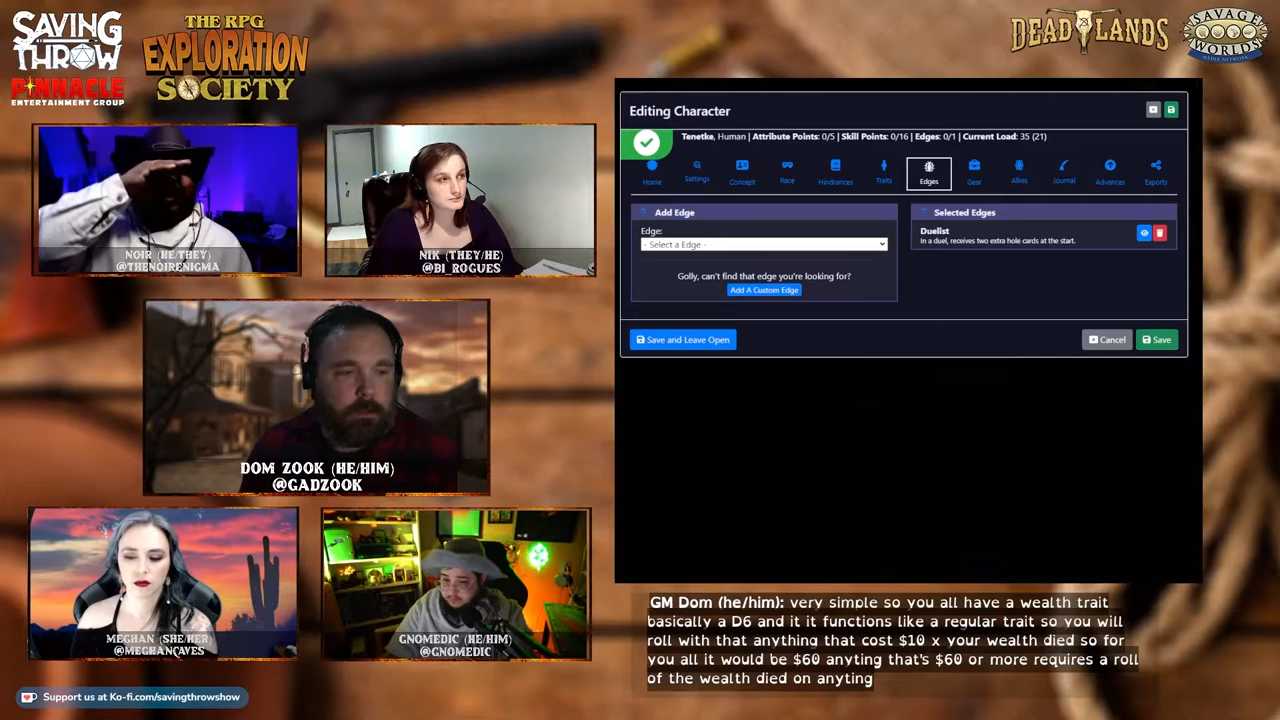 SAVING
THROW
PINNACLE
ENTERTAINMENT GROUP
THE RPG
EXPLORATION
SOCIETY
DEADLANDS
SAVAGE
WORLDS
MEDIA NETWORK
NOIR (HE/THEY)
@THENOIRENIGMA
NIK (THEY/HE)
@BI_ROGUES
DOM ZOOK (HE/HIM)
@GADZOOK
MEGHAN (SHE/HER)
@MEGHANCAVES
GNOMEDIC (HE/HIM)
@GNOMEDIC
Support us at Ko-fi.com/savingthrowshow
Editing Character
Tenetke, Human | Attribute Points: 0/5 | Skill Points: 0/16 | Edges: 0/1 | Current Load: 35 (21)
Home Settings Concept Race Hindrances Traits Edges Gear Allies Journal Advances Exports
Add Edge
Edge:
- Select a Edge -
Golly, can't find that edge you're looking for?
Add A Custom Edge
Selected Edges
Duelist
In a duel, receives two extra hole cards at the start.
Save and Leave Open
Cancel
Save
GM Dom (he/him): very simple so you all have a wealth trait
basically a D6 and it it functions like a regular trait so you will
roll with that anything that cost $10 x your wealth died so for
you all it would be $60 anyting that's $60 or more requires a roll
of the wealth died on anyting